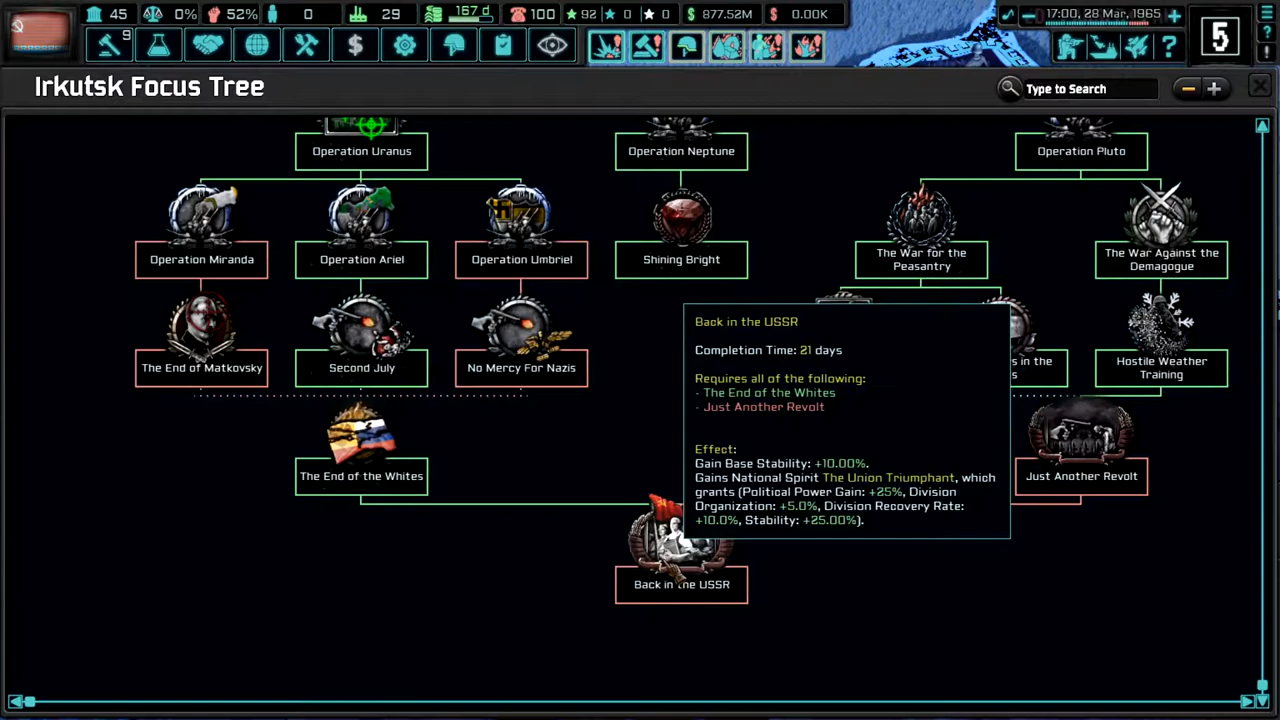 45 0% 52% 0 29 167 d 100 92 0 0 $ 877.52M $ 0.00K 17:00, 28 Mar, 1965
9 $ ? 5 ?
Irkutsk Focus Tree
Type to Search
Operation Uranus
Operation Neptune
Operation Pluto
Operation Miranda
Operation Ariel
Operation Umbriel
Shining Bright
The War for the
Peasantry
The War Against the
Demagogue
The End of Matkovsky
Second July
No Mercy For Nazis
rs in the
s
Hostile Weather
Training
Back in the USSR
Completion Time: 21 days
Requires all of the following:
- The End of the Whites
- Just Another Revolt
Effect:
Gain Base Stability: +10.00%.
Gains National Spirit The Union Triumphant, which
grants (Political Power Gain: +25%, Division
Organization: +5.0%, Division Recovery Rate:
+10.0%, Stability: +25.00%).
The End of the Whites
Just Another Revolt
Back in the USSR